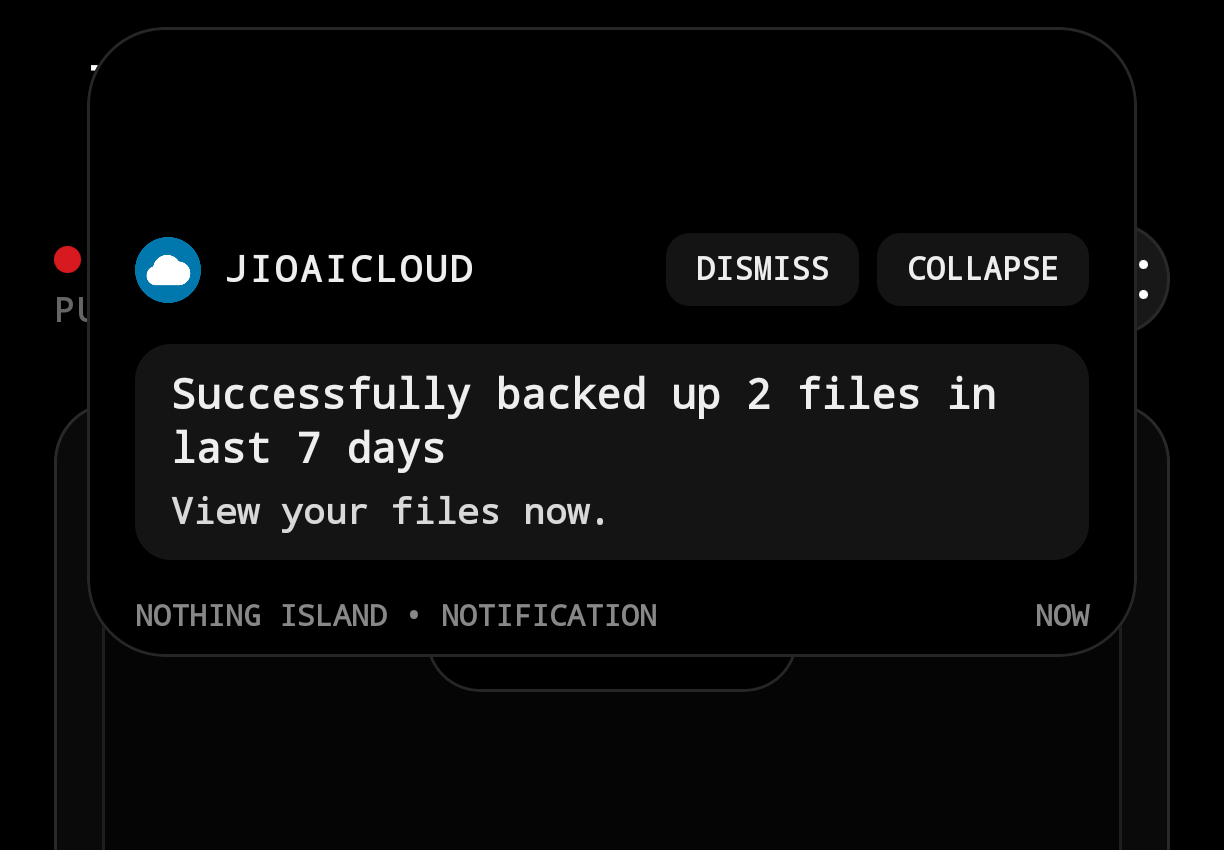 JIOAICLOUD
DISMISS
COLLAPSE
Successfully backed up 2 files in
last 7 days
View your files now.
NOTHING ISLAND • NOTIFICATION
NOW